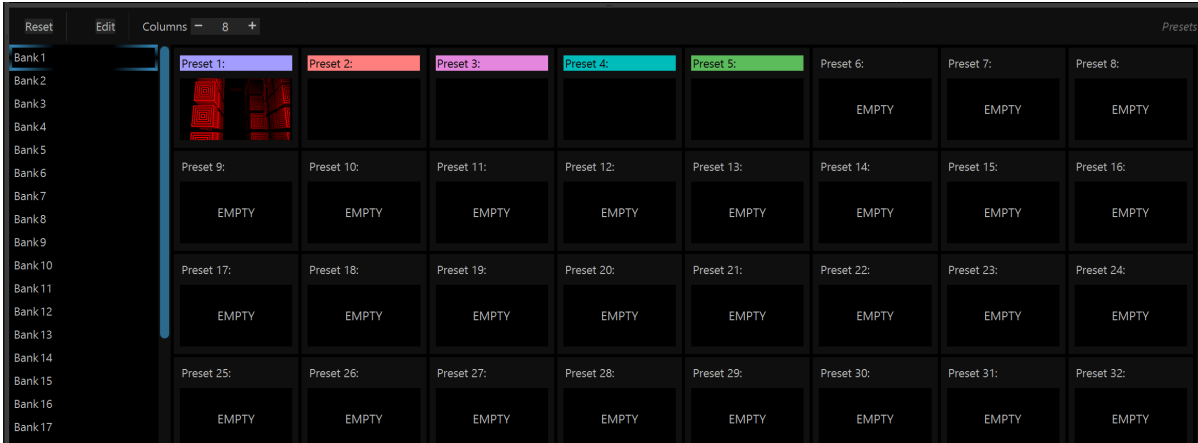 Reset Edit Columns − 8 + Presets
Bank 1
Bank 2
Bank 3
Bank 4
Bank 5
Bank 6
Bank 7
Bank 8
Bank 9
Bank 10
Bank 11
Bank 12
Bank 13
Bank 14
Bank 15
Bank 16
Bank 17
Preset 1: Preset 2: Preset 3: Preset 4: Preset 5: Preset 6: Preset 7: Preset 8:
EMPTY EMPTY EMPTY
Preset 9: Preset 10: Preset 11: Preset 12: Preset 13: Preset 14: Preset 15: Preset 16:
EMPTY EMPTY EMPTY EMPTY EMPTY EMPTY EMPTY EMPTY
Preset 17: Preset 18: Preset 19: Preset 20: Preset 21: Preset 22: Preset 23: Preset 24:
EMPTY EMPTY EMPTY EMPTY EMPTY EMPTY EMPTY EMPTY
Preset 25: Preset 26: Preset 27: Preset 28: Preset 29: Preset 30: Preset 31: Preset 32:
EMPTY EMPTY EMPTY EMPTY EMPTY EMPTY EMPTY EMPTY